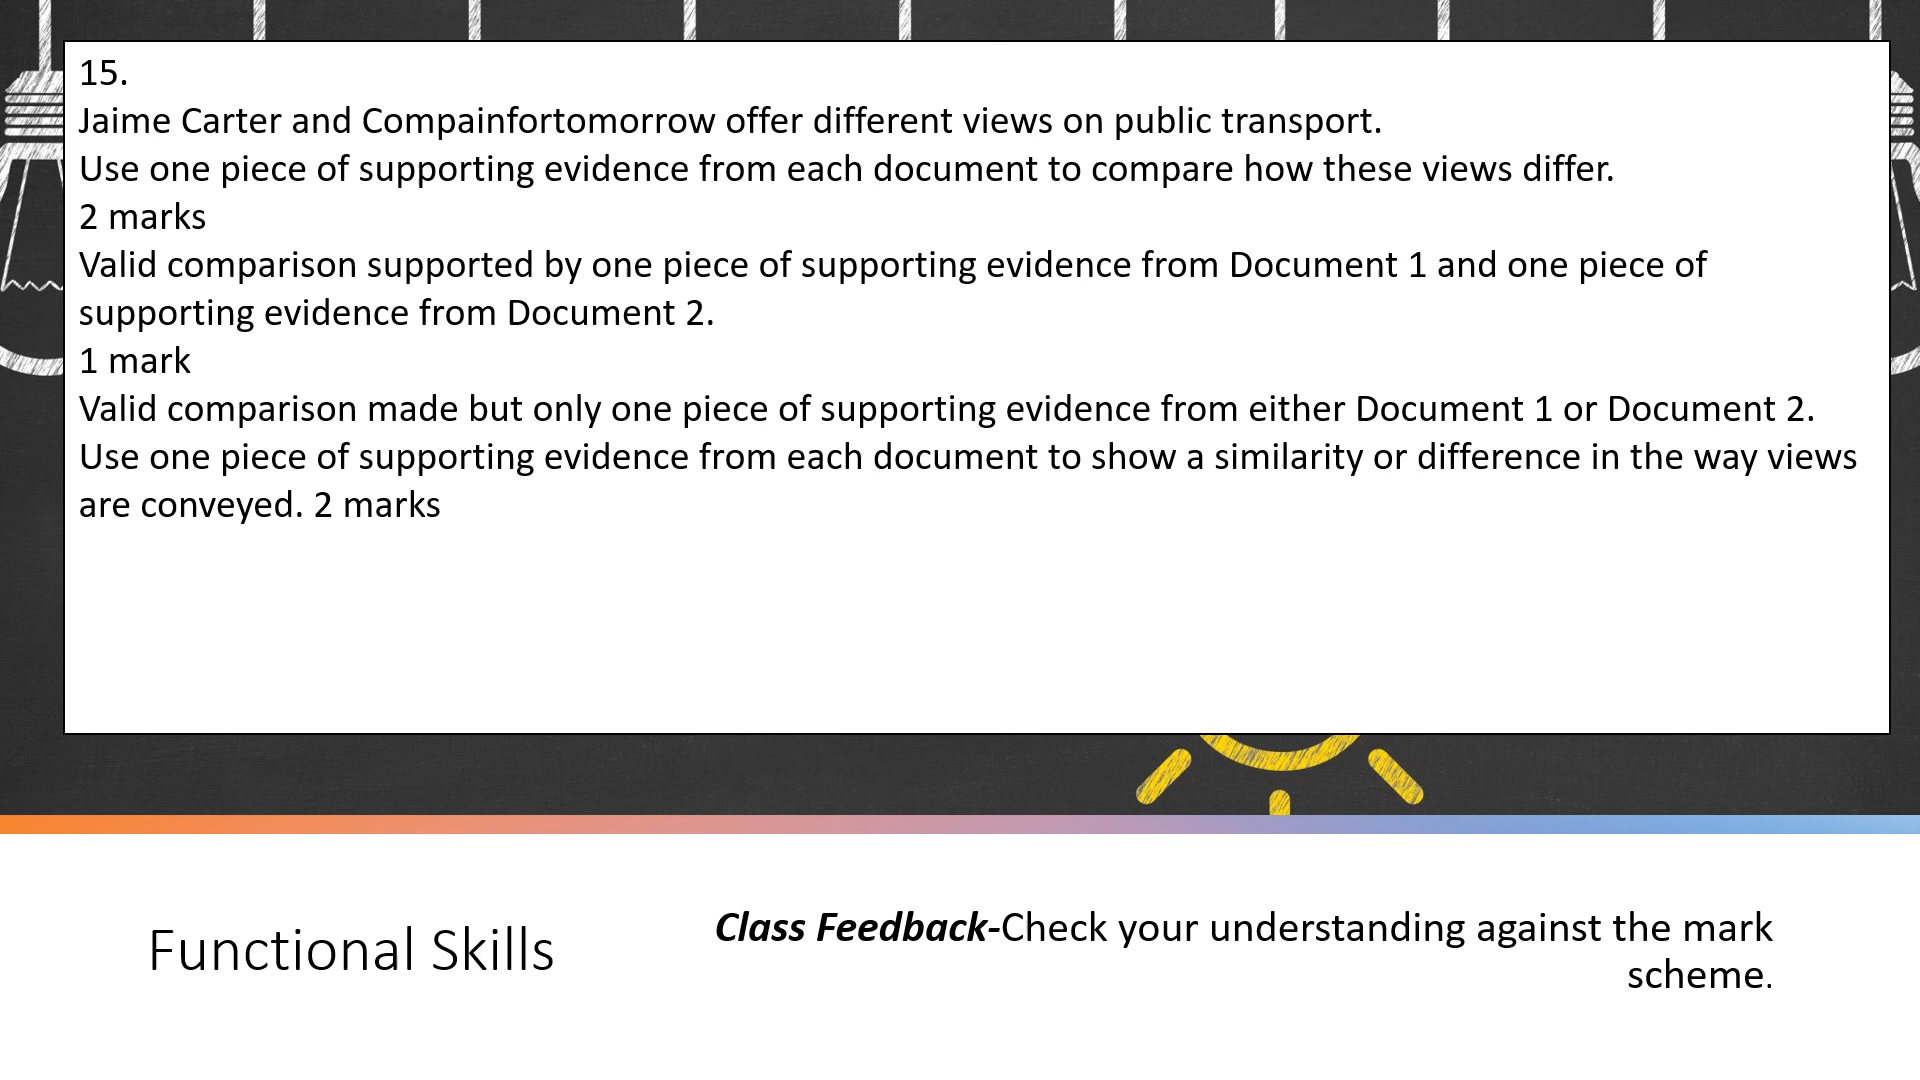 15.
Jaime Carter and Compainfortomorrow offer different views on public transport.
Use one piece of supporting evidence from each document to compare how these views differ.
2 marks
Valid comparison supported by one piece of supporting evidence from Document 1 and one piece of
supporting evidence from Document 2.
1 mark
Valid comparison made but only one piece of supporting evidence from either Document 1 or Document 2.
Use one piece of supporting evidence from each document to show a similarity or difference in the way views
are conveyed. 2 marks
Functional Skills
Class Feedback-Check your understanding against the mark
scheme.